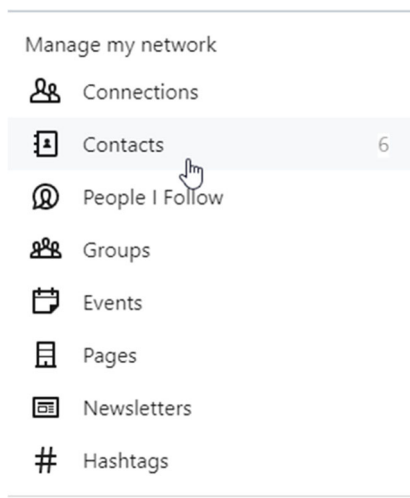 Manage my network
Connections
Contacts 6
People I Follow
Groups
Events
Pages
Newsletters
# Hashtags